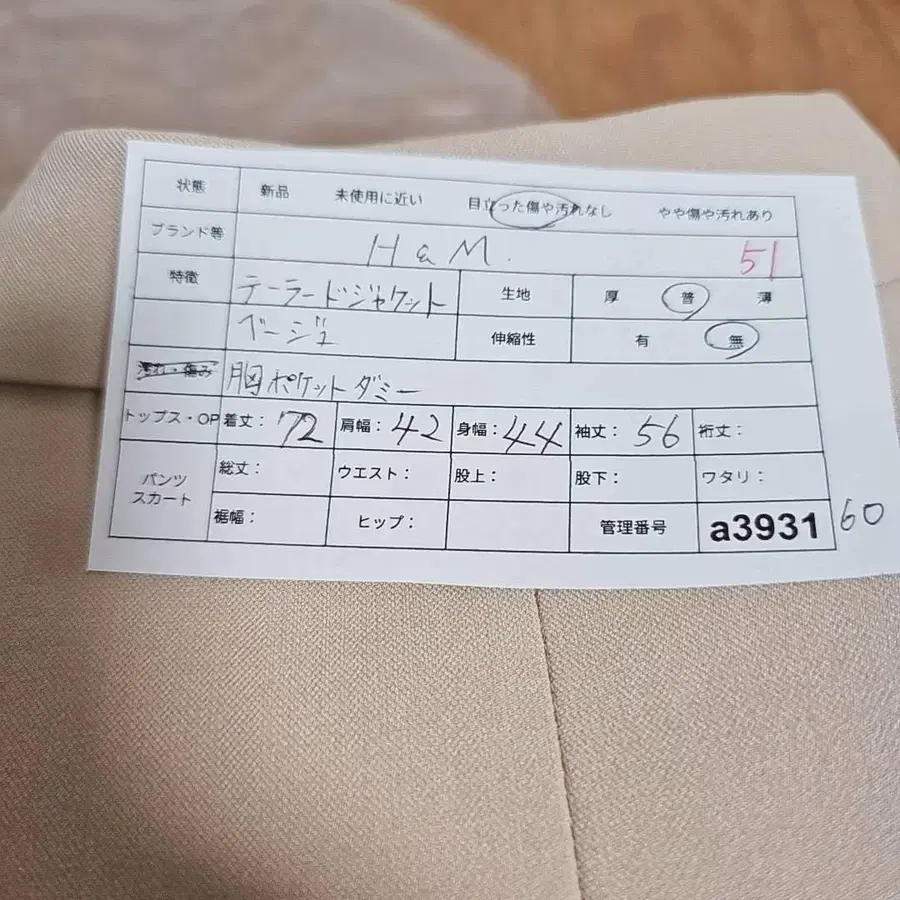 状態 新品 未使用に近い 目立った傷や汚れなし やや傷や汚れあり
ブランド等 H&M. 51
特徴 テーラードジャケット 生地 厚 普 薄
ベージュ 伸縮性 有 無
汚れ・傷み 胸ポケットダミー
トップス・OP 着丈: 72 肩幅: 42 身幅: 44 袖丈: 56 裄丈:
パンツ スカート 総丈: ウエスト: 股上: 股下: ワタリ:
裾幅: ヒップ: 管理番号 a3931 60